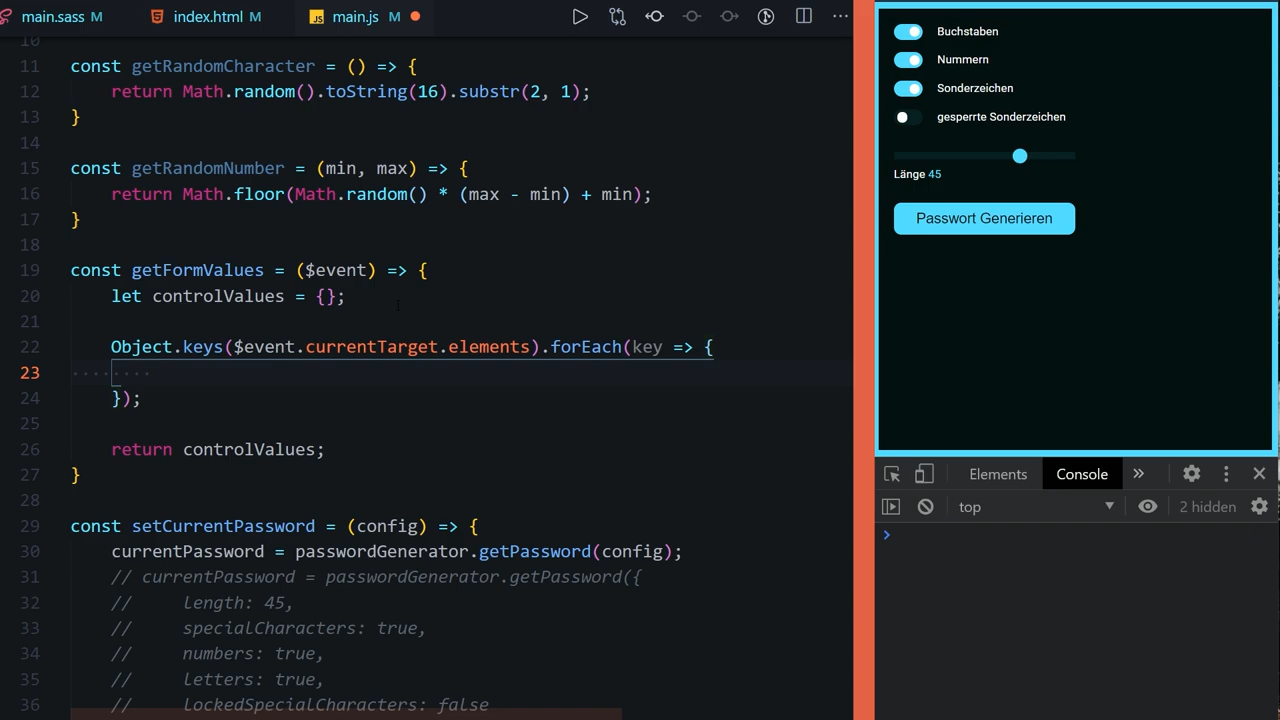 main.sass M index.html M JS main.js M
10
11 const getRandomCharacter = () => {
12 return Math.random().toString(16).substr(2, 1);
13 }
14
15 const getRandomNumber = (min, max) => {
16 return Math.floor(Math.random() * (max - min) + min);
17 }
18
19 const getFormValues = ($event) => {
20 let controlValues = {};
21
22 Object.keys($event.currentTarget.elements).forEach(key => {
23
24 });
25
26 return controlValues;
27 }
28
29 const setCurrentPassword = (config) => {
30 currentPassword = passwordGenerator.getPassword(config);
31 // currentPassword = passwordGenerator.getPassword({
32 // length: 45,
33 // specialCharacters: true,
34 // numbers: true,
35 // letters: true,
36 // lockedSpecialCharacters: false
Buchstaben
Nummern
Sonderzeichen
gesperrte Sonderzeichen
Länge 45
Passwort Generieren
Elements Console
top 2 hidden